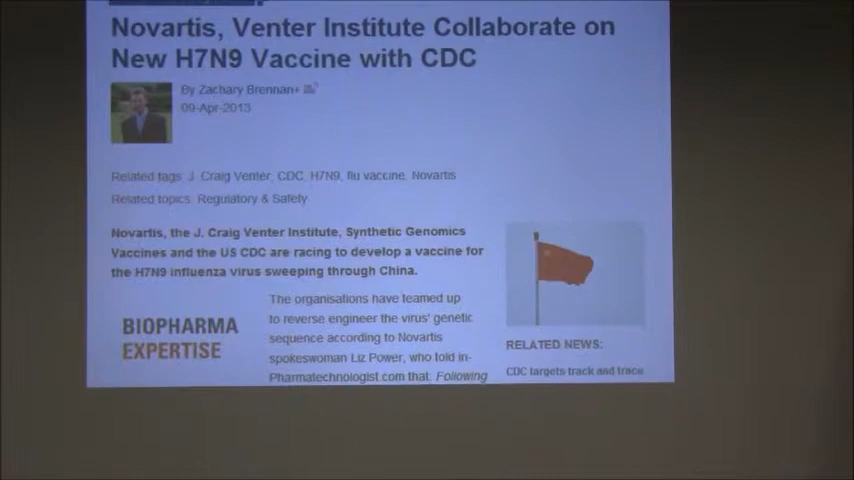 Novartis, Venter Institute Collaborate on
New H7N9 Vaccine with CDC
By Zachary Brennan+
09-Apr-2013
Related tags: J. Craig Venter, CDC, H7N9, flu vaccine, Novartis
Related topics: Regulatory & Safety
Novartis, the J. Craig Venter Institute, Synthetic Genomics
Vaccines and the US CDC are racing to develop a vaccine for
the H7N9 influenza virus sweeping through China.
BIOPHARMA
EXPERTISE
The organisations have teamed up
to reverse engineer the virus' genetic
sequence according to Novartis
spokeswoman Liz Power, who told in-
Pharmatechnologist.com that: Following
RELATED NEWS:
CDC targets track and trace